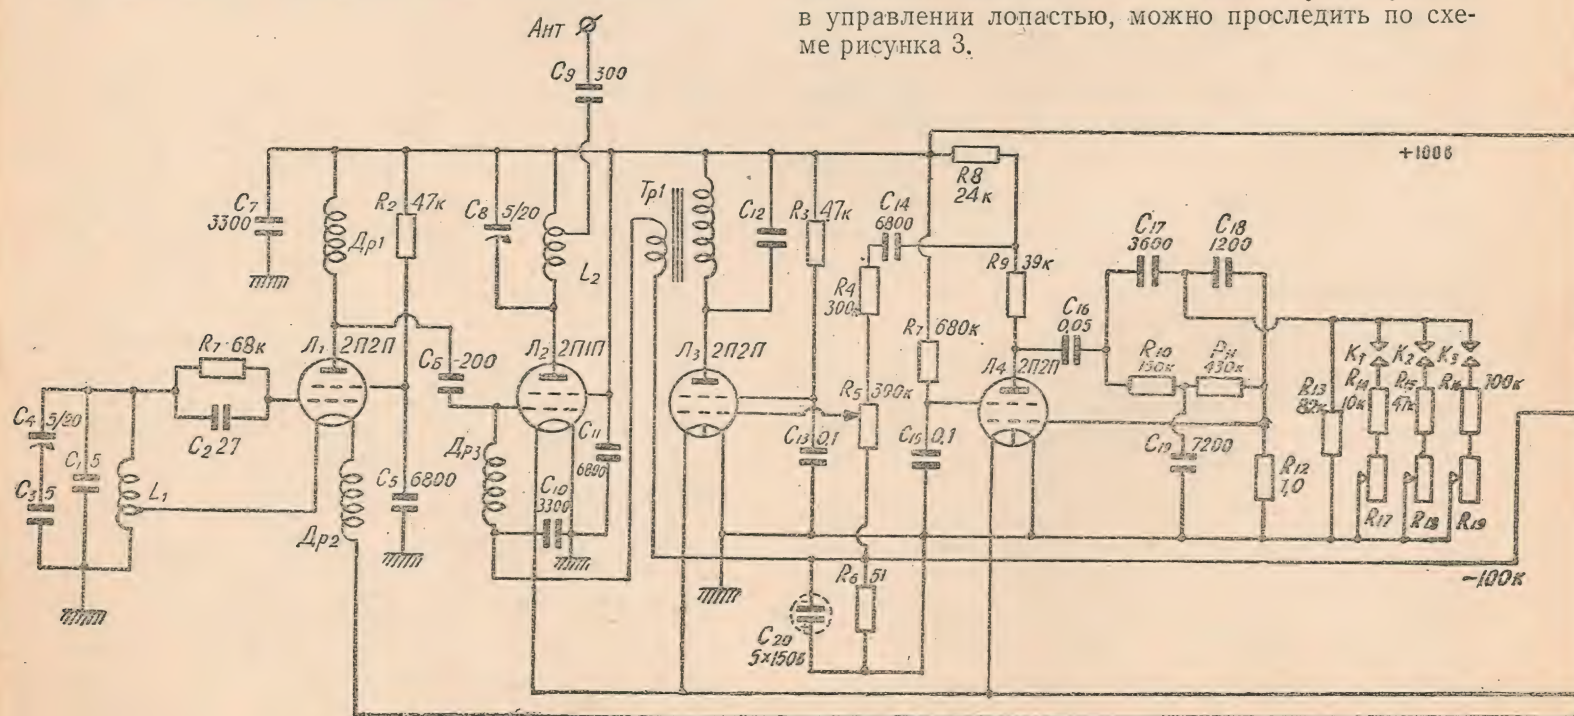 в управлении лопастью, можно проследить по схе-
ме рисунка 3.
Ант
C9 300
+100в
C7
3300
Др1
R2 47к
C8 5/20
L2
Тр1
C12
R3 47к
C14
6800
R8
24к
R4
300к
R9 39к
C17
3600
C18
1200
R7 68к
Л1 2П2П
C6 200
Л2 2П1П
Л3 2П2П
R7 680к
Л4 2П2П
C16
0,05
R5 390к
R10
150к
R11
430к
R13
82к
K1
K2
K3
R14
10к
R15
47к
R16 100к
C4 5/20
C2 27
C1 5
C3 5
L1
Др2
C5 6800
Др3
C10
3300
C11
6800
C13 0,1
C15 0,1
C19 7200
R12
1,0
R17
R18
R19
-100к
R6 51
C20
5×150в